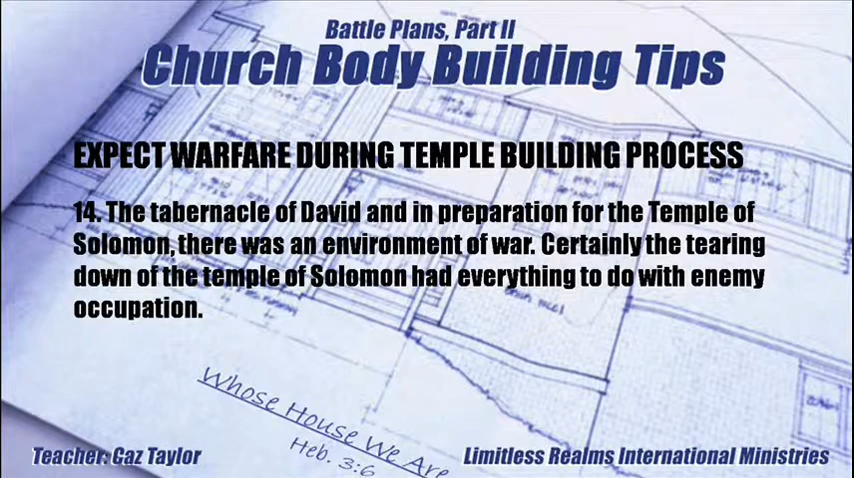 Battle Plans, Part II
Church Body Building Tips
EXPECT WARFARE DURING TEMPLE BUILDING PROCESS
14. The tabernacle of David and in preparation for the Temple of
Solomon, there was an environment of war. Certainly the tearing
down of the temple of Solomon had everything to do with enemy
occupation.
Whose House We Are
Heb. 3:6
Teacher: Caz Taylor
Limitless Realms International Ministries